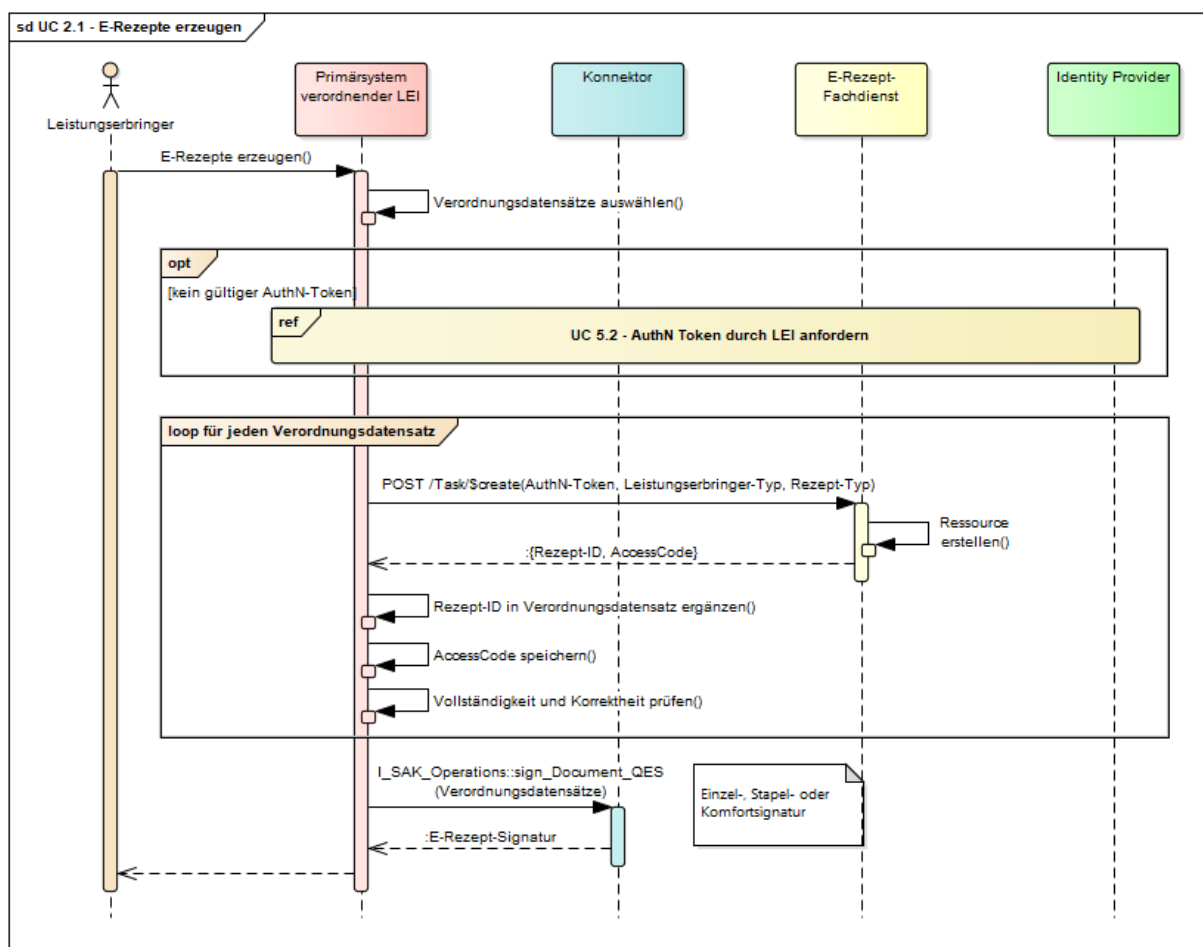 sd UC 2.1 - E-Rezepte erzeugen
Leistungserbringer
Primärsystem
verordnender LEI
Konnektor
E-Rezept-
Fachdienst
Identity Provider
E-Rezepte erzeugen()
Verordnungsdatensätze auswählen()
opt
[kein gültiger AuthN-Token]
ref
UC 5.2 - AuthN Token durch LEI anfordern
loop für jeden Verordnungsdatensatz
POST /Task/$create(AuthN-Token, Leistungserbringer-Typ, Rezept-Typ)
Ressource
erstellen()
:{Rezept-ID, AccessCode}
Rezept-ID in Verordnungsdatensatz ergänzen()
AccessCode speichern()
Vollständigkeit und Korrektheit prüfen()
I_SAK_Operations::sign_Document_QES
(Verordnungsdatensätze)
Einzel-, Stapel- oder
Komfortsignatur
:E-Rezept-Signatur